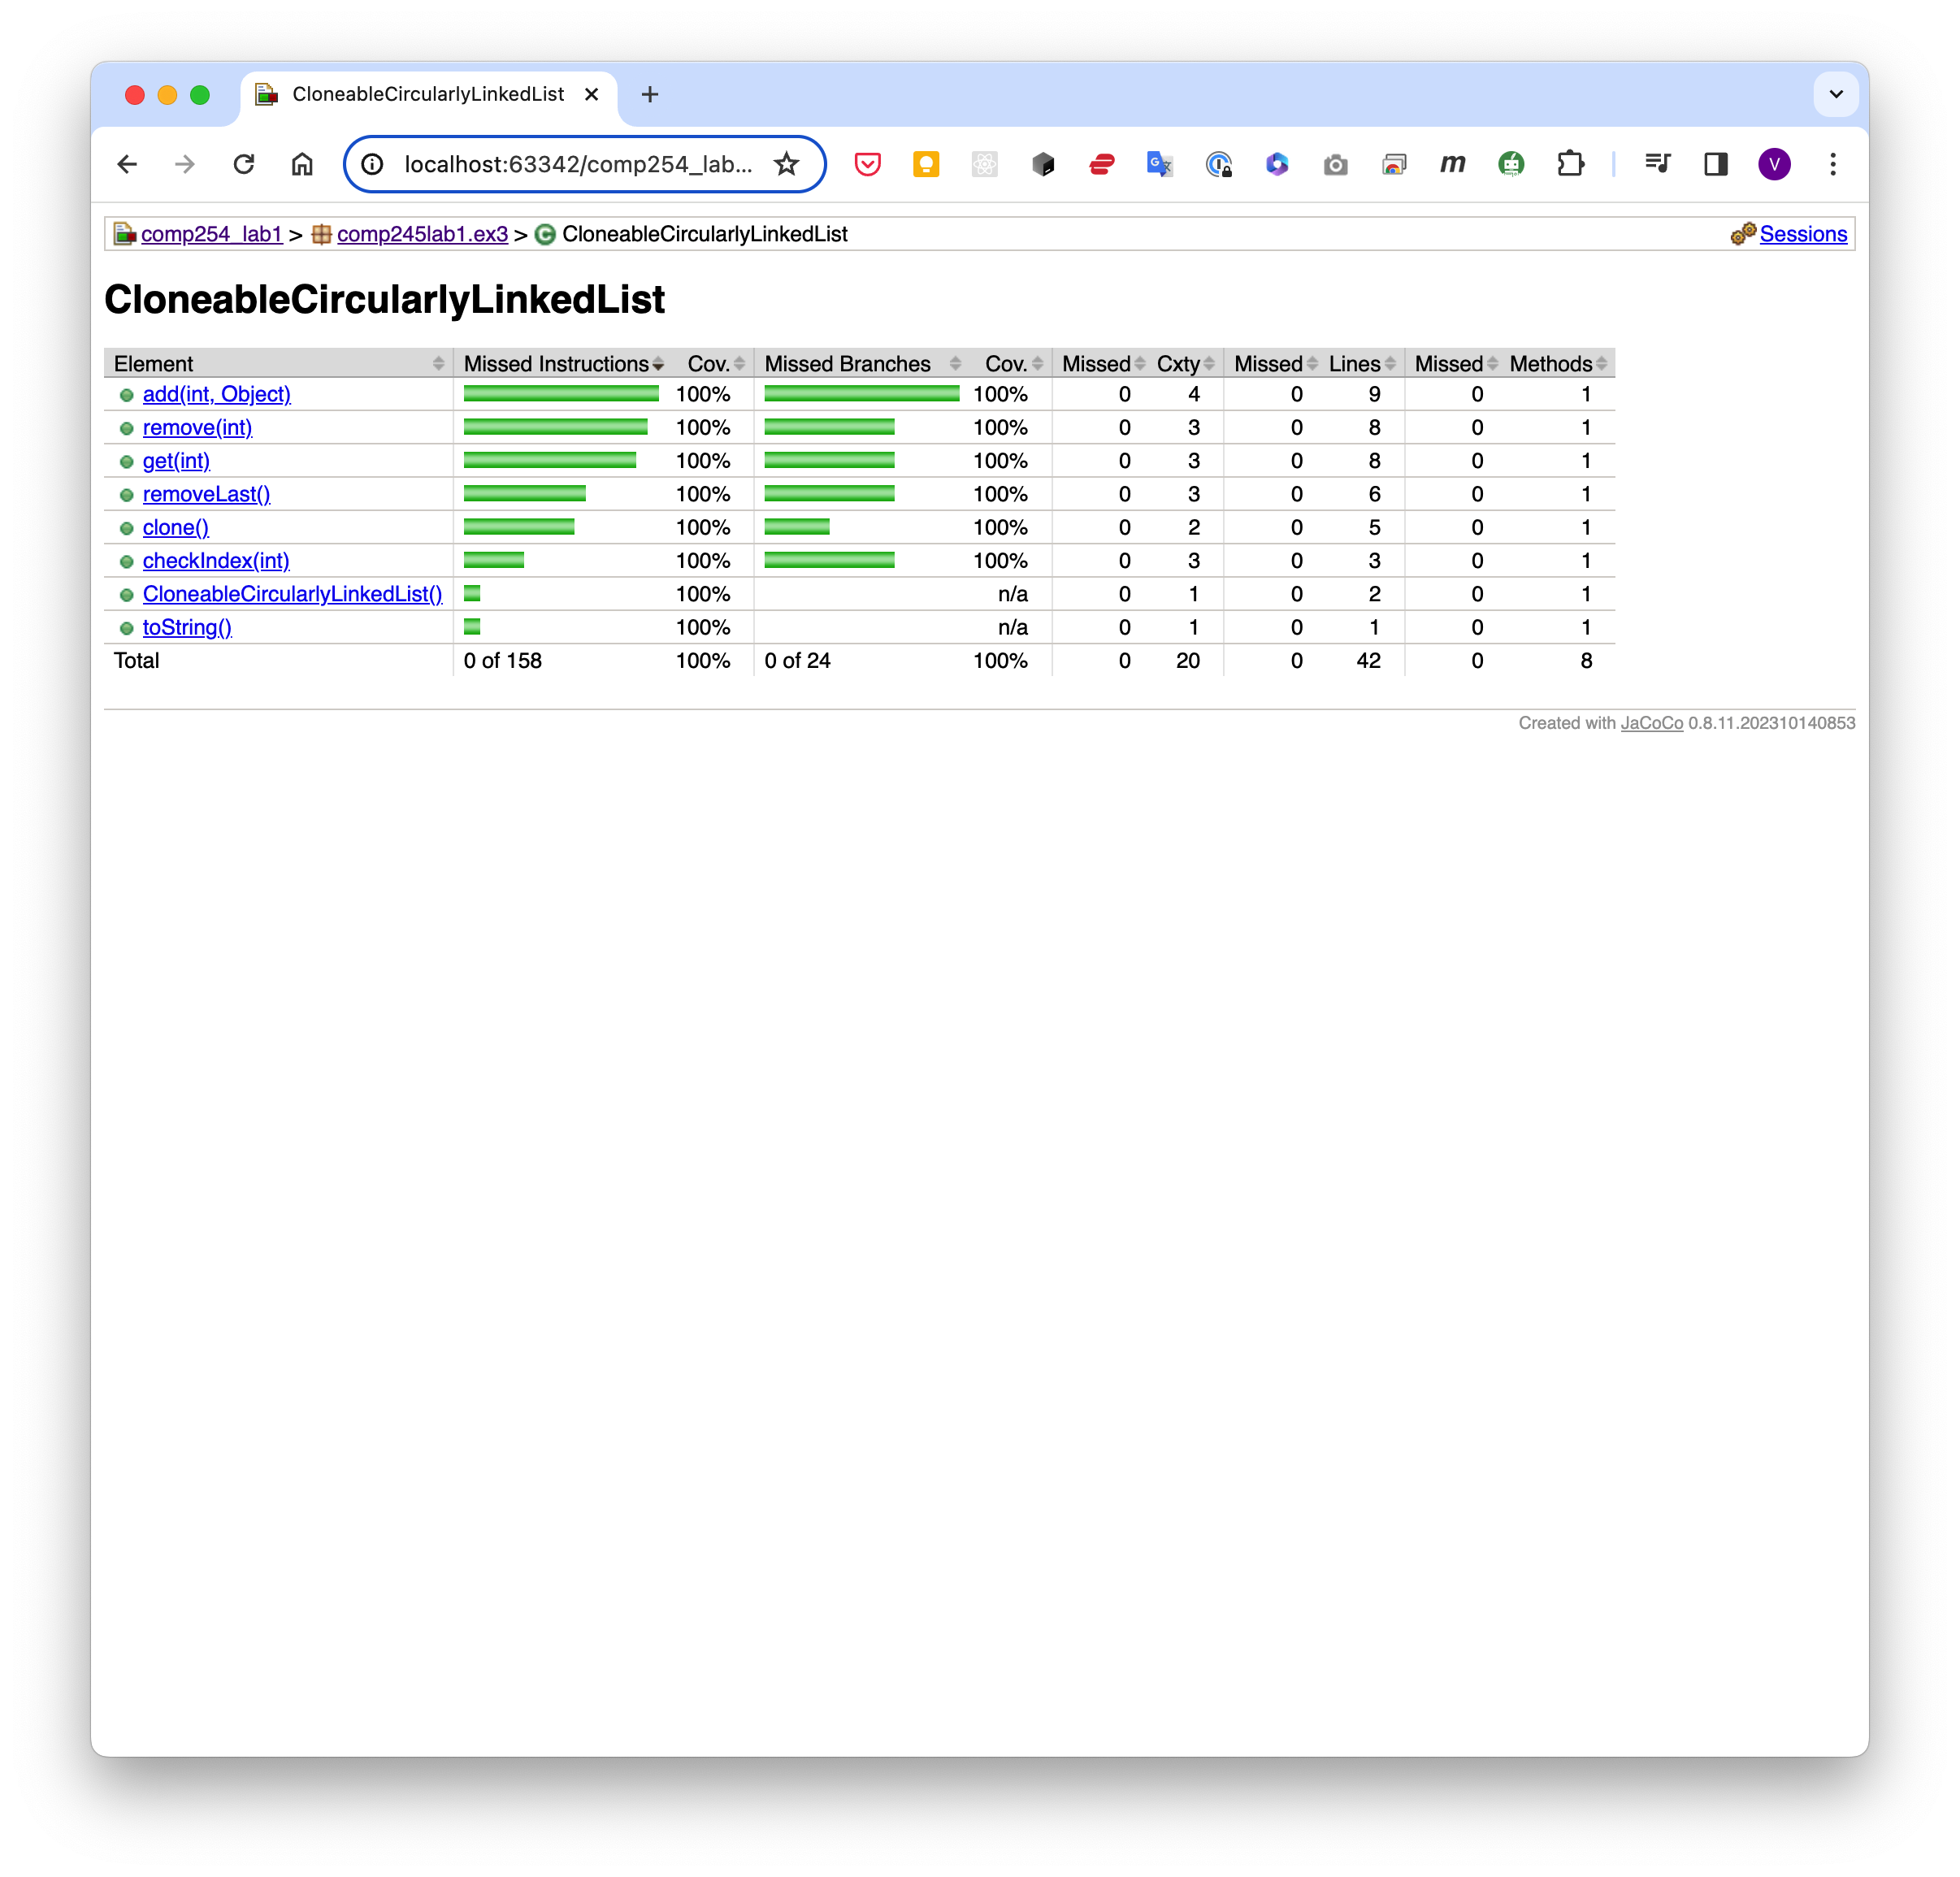 CloneableCircularlyLinkedList
localhost:63342/comp254_lab...
comp254_lab1 > comp245lab1.ex3 > CloneableCircularlyLinkedList Sessions
CloneableCircularlyLinkedList
Element Missed Instructions Cov. Missed Branches Cov. Missed Cxty Missed Lines Missed Methods
add(int, Object) 100% 100% 0 4 0 9 0 1
remove(int) 100% 100% 0 3 0 8 0 1
get(int) 100% 100% 0 3 0 8 0 1
removeLast() 100% 100% 0 3 0 6 0 1
clone() 100% 100% 0 2 0 5 0 1
checkIndex(int) 100% 100% 0 3 0 3 0 1
CloneableCircularlyLinkedList() 100% n/a 0 1 0 2 0 1
toString() 100% n/a 0 1 0 1 0 1
Total 0 of 158 100% 0 of 24 100% 0 20 0 42 0 8
Created with JaCoCo 0.8.11.202310140853